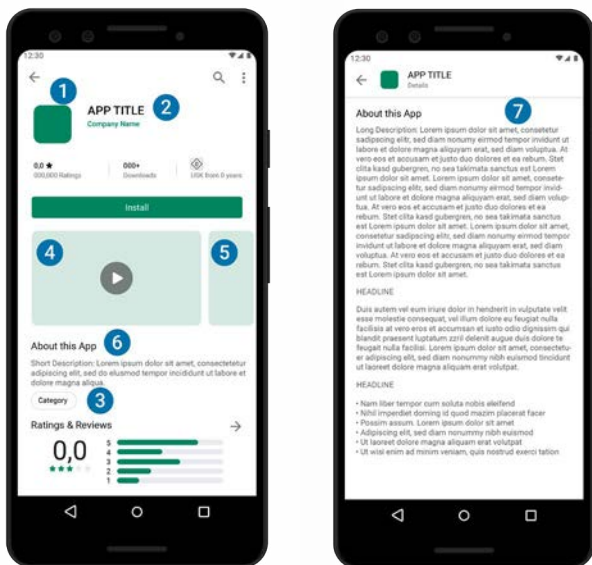 12:30
1
APP TITLE
2
Company Name
0,0 ★
000,000 Ratings
000+
Downloads
USK from 0 years
Install
4
5
About this App
6
Short Description: Lorem ipsum dolor sit amet, consectetetur
adipiscing elit, sed do elusmod tempor incididunt ut labore et
dolore magna aliqua.
Category
3
Ratings & Reviews
0,0
5
4
3
2
1
12:30
APP TITLE
Details
7
About this App
Long Description: Lorem ipsum dolor sit amet, consetetur
sadipscing elitr, sed diam nonumy eirmod tempor invidunt ut
labore et dolore magna aliquyam erat, sed diam voluptua. At
vero eos et accusam et justo duo dolores et ea rebum. Stet
clita kasd gubergren, no sea takimata sanctus est Lorem
ipsum dolor sit amet. Lorem ipsum dolor sit amet, consete-
tur sadipscing elitr, sed diam nonumy eirmod tempor invid-
unt ut labore et dolore magna aliquyam erat, sed diam volup-
tua. At vero eos et accusam et justo duo dolores et ea
rebum. Stet clita kasd gubergren, no sea takimata sanctus
est Lorem ipsum dolor sit amet. Lorem ipsum dolor sit amet,
consetetur sadipscing elitr, sed diam nonumy eirmod tempor
invidunt ut labore et dolore magna aliquyam erat, sed diam
voluptua. At vero eos et accusam et justo duo dolores et ea
rebum. Stet clita kasd gubergren, no sea takimata sanctus
est Lorem ipsum dolor sit amet.
HEADLINE
Duis autem vel eum iriure dolor in hendrerit in vulputate velit
esse molestie consequat, vel illum dolore eu feugiat nulla
facilisis at vero eros et accumsan et iusto odio dignissim qui
blandit praesent luptatum zzril delenit augue duis dolore te
feugait nulla facilisi. Lorem ipsum dolor sit amet, consectetu-
er adipiscing elit, sed diam nonummy nibh euismod tincidunt
ut laoreet dolore magna aliquam erat volutpat.
HEADLINE
• Nam liber tempor cum soluta nobis eleifend
• Nihil imperdiet doming id quod mazim placerat facer
• Possim assum. Lorem ipsum dolor sit amet
• Adipiscing elit, sed diam nonummy nibh euismod
• Ut laoreet dolore magna aliquam erat volutpat
• Ut wisi enim ad minim veniam, quis nostrud exerci tation